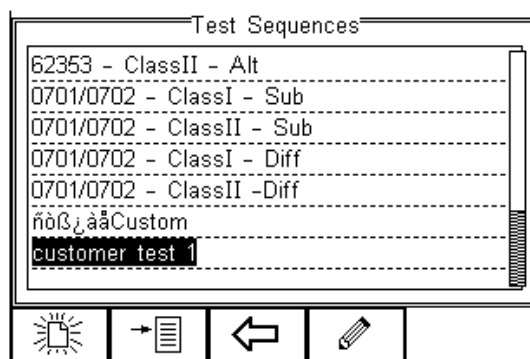 Test Sequences
62353 - ClassII - Alt
0701/0702 - ClassI - Sub
0701/0702 - ClassII - Sub
0701/0702 - ClassI - Diff
0701/0702 - ClassII -Diff
ñòß¿àåCustom
customer test 1